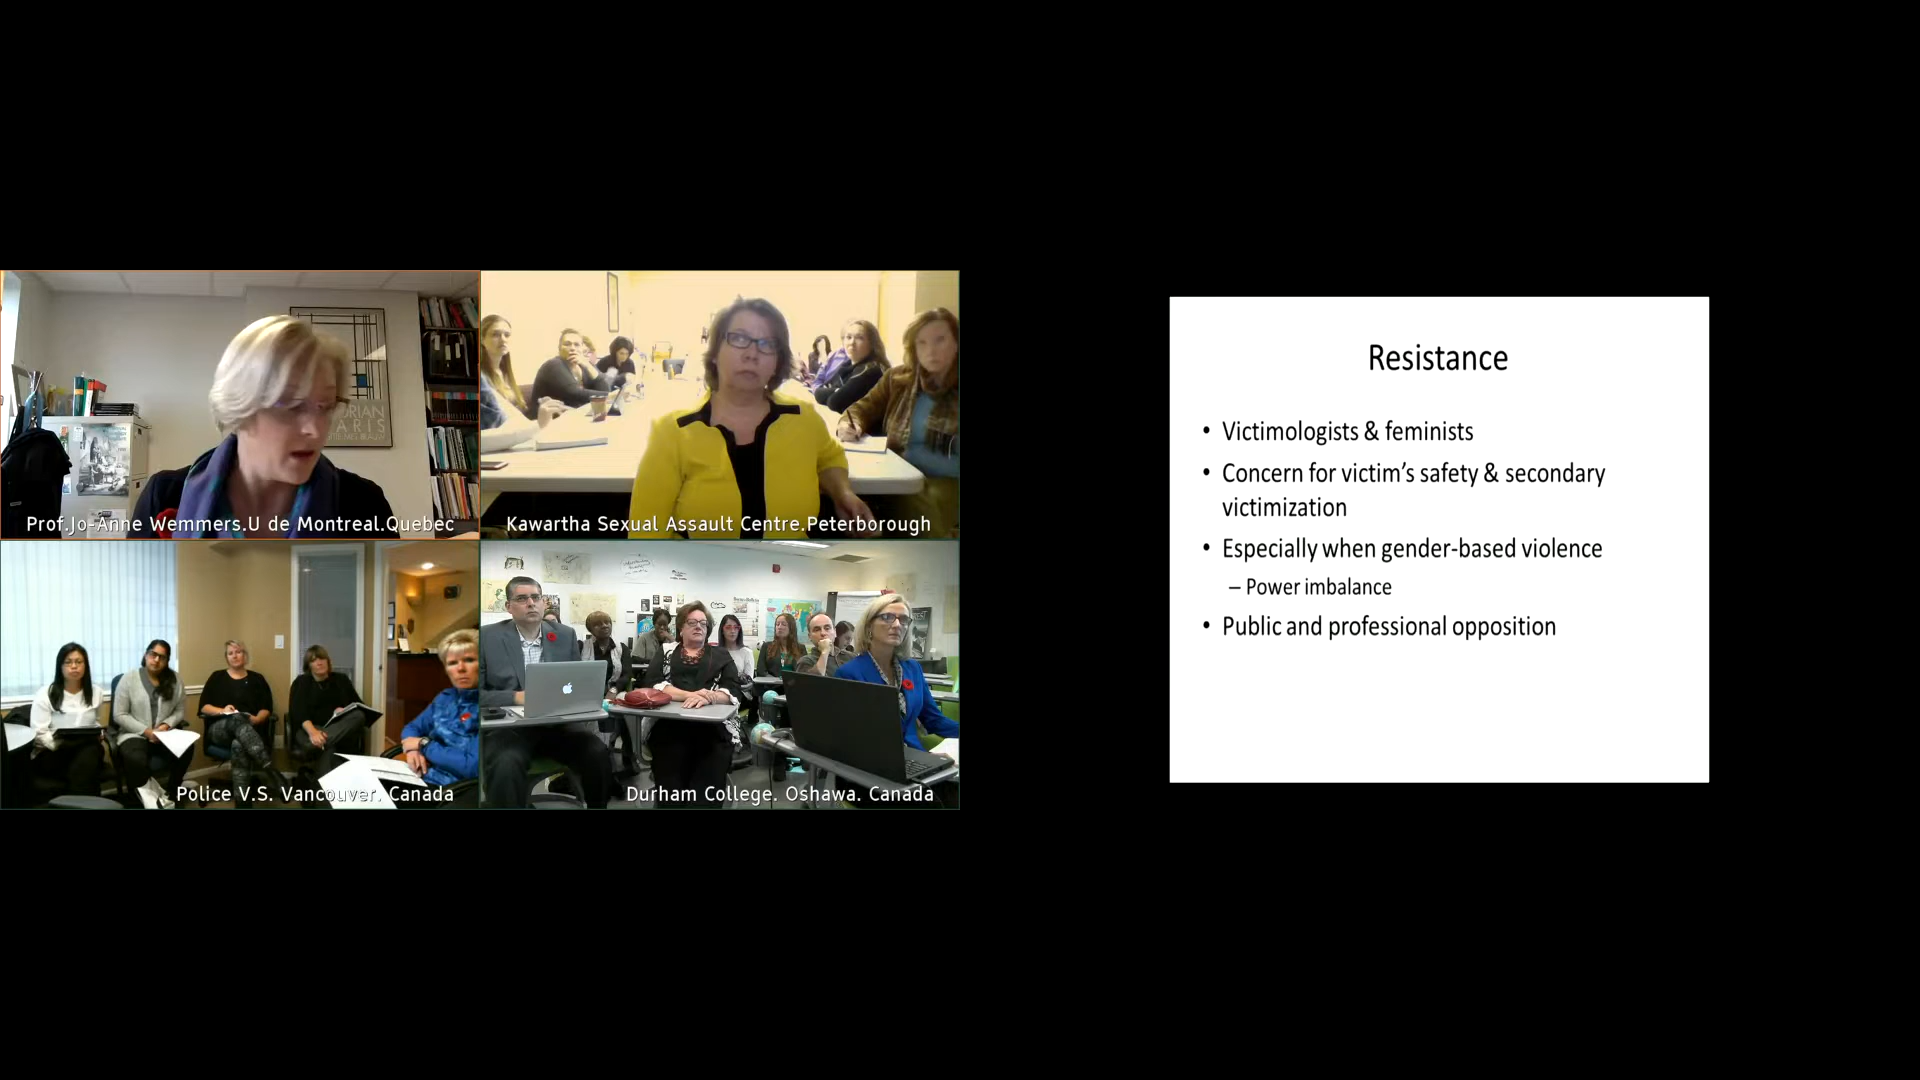 ARIS
Prof.Jo-Anne Wemmers.U de Montreal.Quebec
Kawartha Sexual Assault Centre.Peterborough
Police V.S. Vancouver. Canada
Durham College. Oshawa. Canada
Resistance
• Victimologists & feminists
• Concern for victim’s safety & secondary
victimization
• Especially when gender-based violence
– Power imbalance
• Public and professional opposition